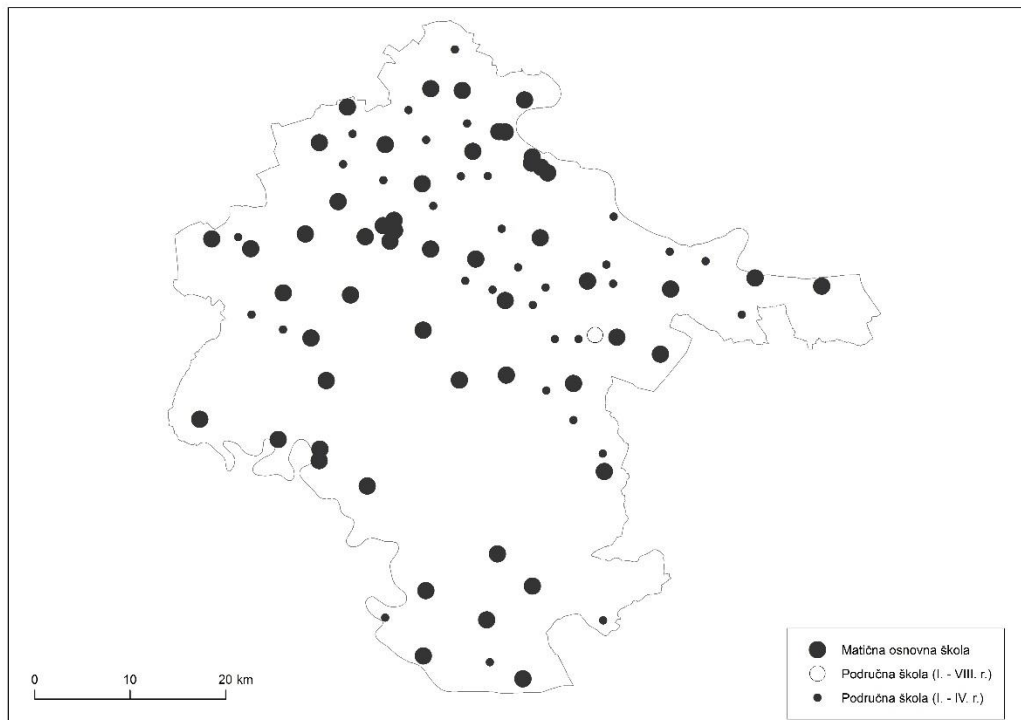 0 10 20 km
Matična osnovna škola
Područna škola (I. - VIII. r.)
Područna škola (I. - IV. r.)